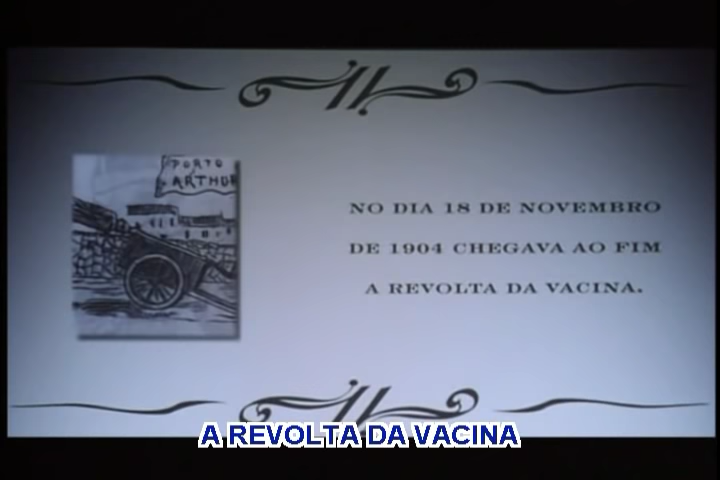 PORTO
ARTHUR
NO DIA 18 DE NOVEMBRO
DE 1904 CHEGAVA AO FIM
A REVOLTA DA VACINA.
A REVOLTA DA VACINA